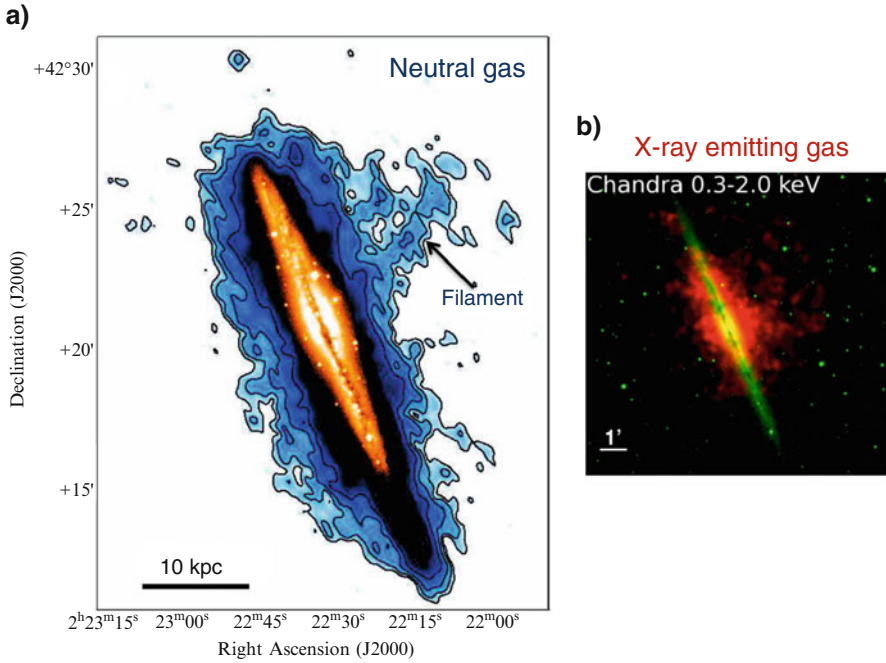 a)
Neutral gas
+42°30'
+25'
+20'
+15'
Declination (J2000)
Filament
10 kpc
2ʰ23ᵐ15ˢ 23ᵐ00ˢ 22ᵐ45ˢ 22ᵐ30ˢ 22ᵐ15ˢ 22ᵐ00ˢ
Right Ascension (J2000)
b)
X-ray emitting gas
Chandra 0.3-2.0 keV
1'